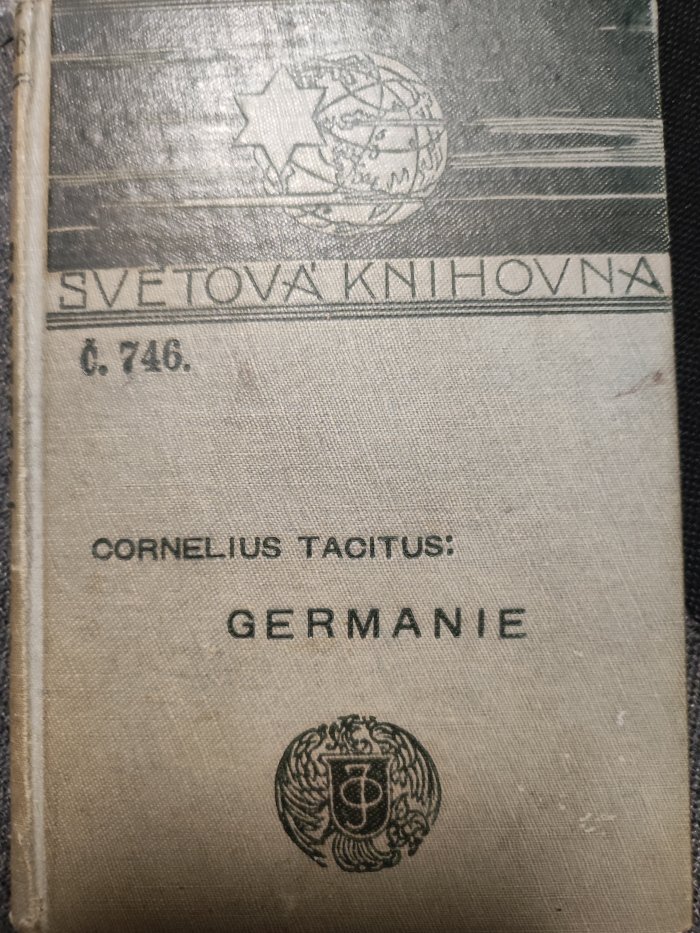 SVĚTOVÁ KNIHOVNA
Č. 746.
CORNELIUS TACITUS:
GERMANIE